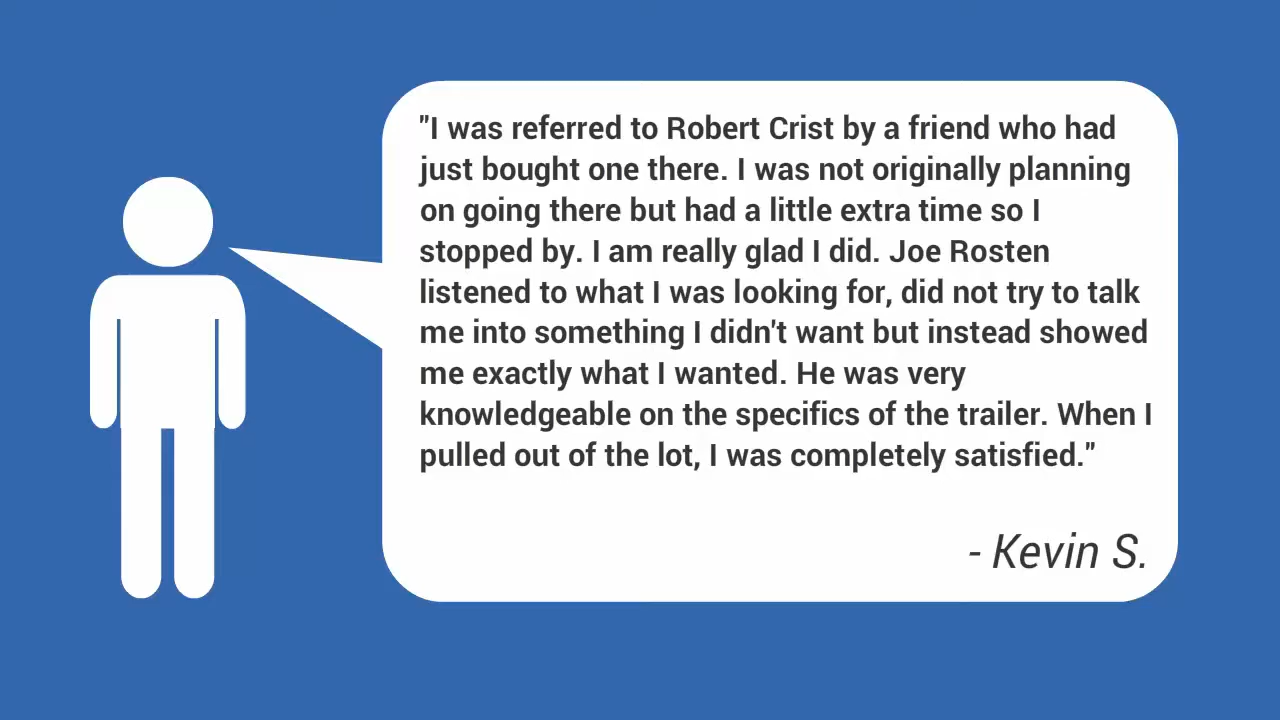 "I was referred to Robert Crist by a friend who had
just bought one there. I was not originally planning
on going there but had a little extra time so I
stopped by. I am really glad I did. Joe Rosten
listened to what I was looking for, did not try to talk
me into something I didn't want but instead showed
me exactly what I wanted. He was very
knowledgeable on the specifics of the trailer. When I
pulled out of the lot, I was completely satisfied."
- Kevin S.